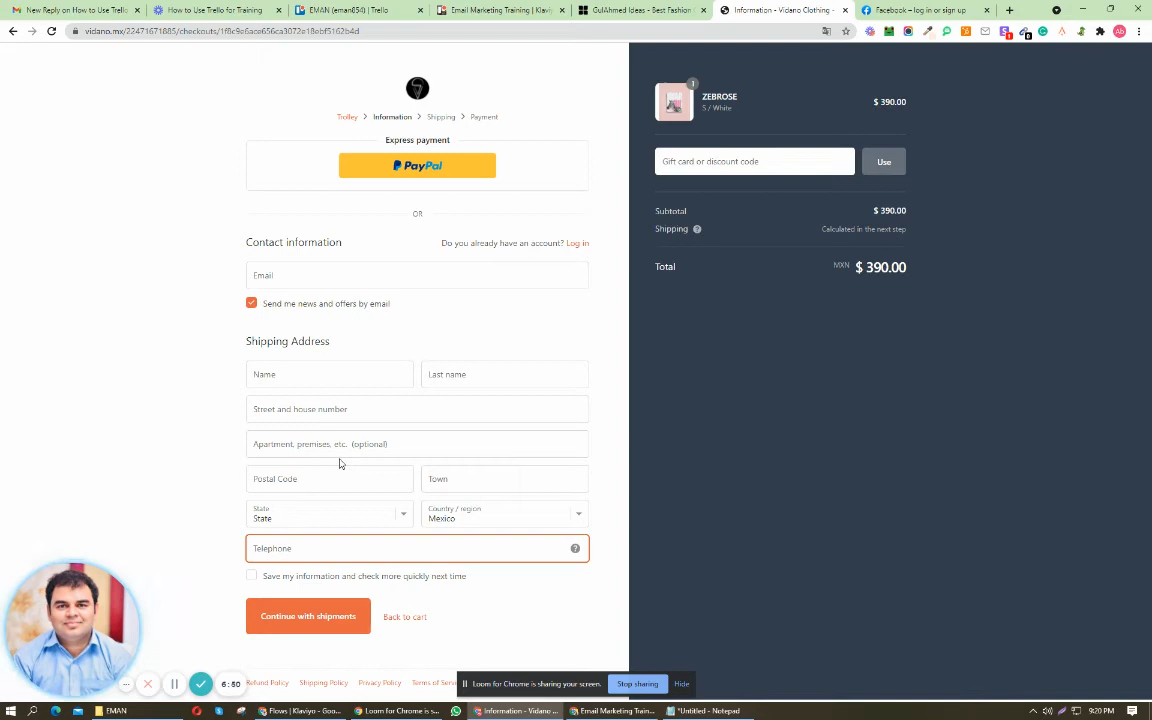 New Reply on How to Use Trello
How to Use Trello for Training
EMAN (eman854) | Trello
Email Marketing Training | Klavi
GulAhmed Ideas - Best Fashion
Information - Vidano Clothing -
Facebook – log in or sign up
vidano.mx/22471671885/checkouts/1f8c9e6ace656ca3072e18ebf5162b4d
Trolley > Information > Shipping > Payment
Express payment
PayPal
OR
Contact information
Do you already have an account? Log in
Email
Send me news and offers by email
Shipping Address
Name
Last name
Street and house number
Apartment, premises, etc. (optional)
Postal Code
Town
State
State
Country / region
Mexico
Telephone
Save my information and check more quickly next time
Continue with shipments
Back to cart
Refund Policy
Shipping Policy
Privacy Policy
Terms of Serv
1
ZEBROSE
S / White
$ 390.00
Gift card or discount code
Use
Subtotal
$ 390.00
Shipping
Calculated in the next step
Total
MXN $ 390.00
6:50
Loom for Chrome is sharing your screen.
Stop sharing
Hide
EMAN
Flows | Klaviyo - Goo...
Loom for Chrome is s...
Information - Vidano ...
Email Marketing Train...
*Untitled - Notepad
9:20 PM